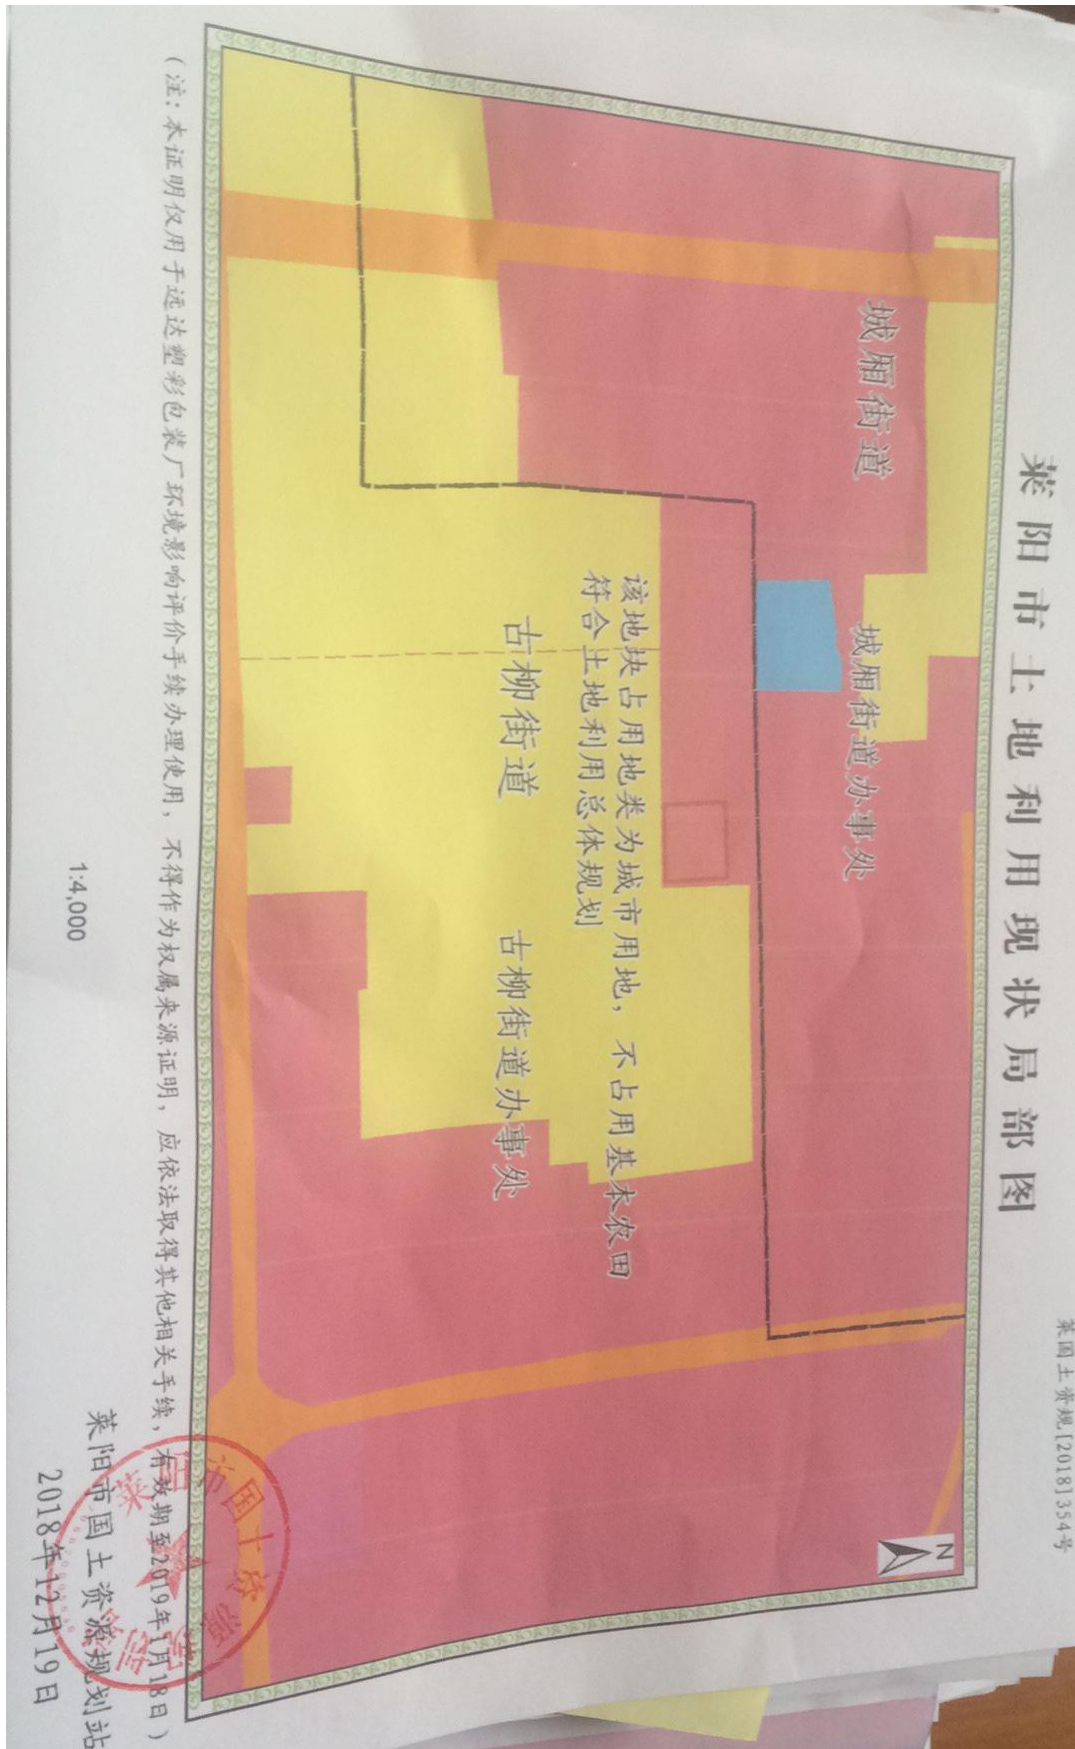 莱阳市土地利用现状局部图
莱国土资规[2018]354号
N
城厢街道
城厢街道办事处
该地块占用地类为城市用地，不占用基本农田
符合土地利用总体规划
古柳街道
古柳街道办事处
（注：本证明仅用于远达塑彩包装厂环境影响评价手续办理使用，不得作为权属来源证明，应依法取得其他相关手续，有效期至2019年1月18日）
1:4,000
莱阳市国土资源规划站
2018年12月19日